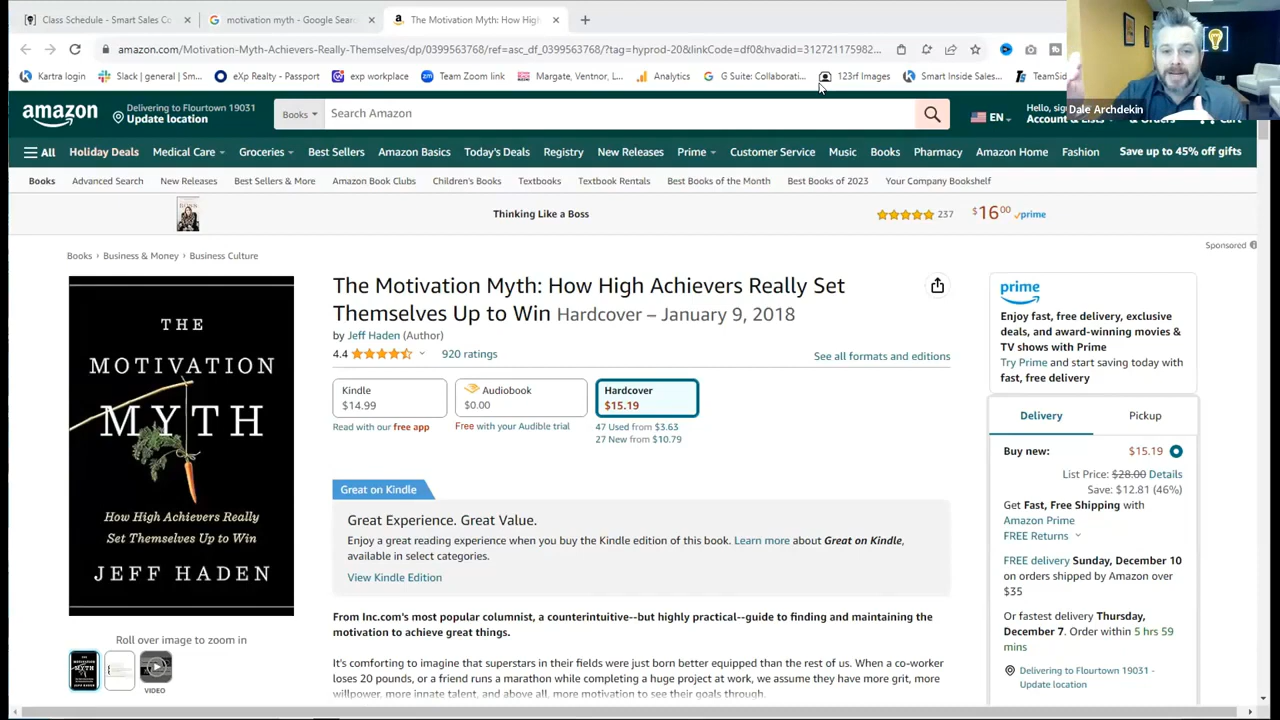 Class Schedule - Smart Sales Co
motivation myth - Google Sear
The Motivation Myth: How High
amazon.com/Motivation-Myth-Achievers-Really-Themselves/dp/0399563768/ref=asc_df_0399563768/?tag=hyprod-20&linkCode=df0&hvadid=312721175982...
Kartra login
Slack | general | Sm...
eXp Realty - Passport
exp workplace
Team Zoom link
Margate, Ventnor, L...
Analytics
G Suite: Collaborati...
123rf Images
Smart Inside Sales...
TeamSid
Dale Archdekin
amazon
Delivering to Flourtown 19031
Update location
Books
Search Amazon
EN
Hello, sig
Account & Lists
& Orders
Cart
All
Holiday Deals
Medical Care
Groceries
Best Sellers
Amazon Basics
Today's Deals
Registry
New Releases
Prime
Customer Service
Music
Books
Pharmacy
Amazon Home
Fashion
Save up to 45% off gifts
Books
Advanced Search
New Releases
Best Sellers & More
Amazon Book Clubs
Children's Books
Textbooks
Textbook Rentals
Best Books of the Month
Best Books of 2023
Your Company Bookshelf
Thinking Like a Boss
237
$16⁰⁰ prime
Sponsored
Books › Business & Money › Business Culture
THE
MOTIVATION
MYTH
How High Achievers Really
Set Themselves Up to Win
JEFF HADEN
Roll over image to zoom in
VIDEO
The Motivation Myth: How High Achievers Really Set
Themselves Up to Win Hardcover – January 9, 2018
by Jeff Haden (Author)
4.4
920 ratings
See all formats and editions
Kindle
$14.99
Read with our free app
Audiobook
$0.00
Free with your Audible trial
Hardcover
$15.19
47 Used from $3.63
27 New from $10.79
Great on Kindle
Great Experience. Great Value.
Enjoy a great reading experience when you buy the Kindle edition of this book. Learn more about Great on Kindle,
available in select categories.
View Kindle Edition
From Inc.com's most popular columnist, a counterintuitive--but highly practical--guide to finding and maintaining the
motivation to achieve great things.
It's comforting to imagine that superstars in their fields were just born better equipped than the rest of us. When a co-worker
loses 20 pounds, or a friend runs a marathon while completing a huge project at work, we assume they have more grit, more
willpower, more innate talent, and above all, more motivation to see their goals through.
prime
Enjoy fast, free delivery, exclusive
deals, and award-winning movies &
TV shows with Prime
Try Prime and start saving today with
fast, free delivery
Delivery
Pickup
Buy new:
$15.19
List Price: $28.00 Details
Save: $12.81 (46%)
Get Fast, Free Shipping with
Amazon Prime
FREE Returns
FREE delivery Sunday, December 10
on orders shipped by Amazon over
$35
Or fastest delivery Thursday,
December 7. Order within 5 hrs 59
mins
Delivering to Flourtown 19031 -
Update location